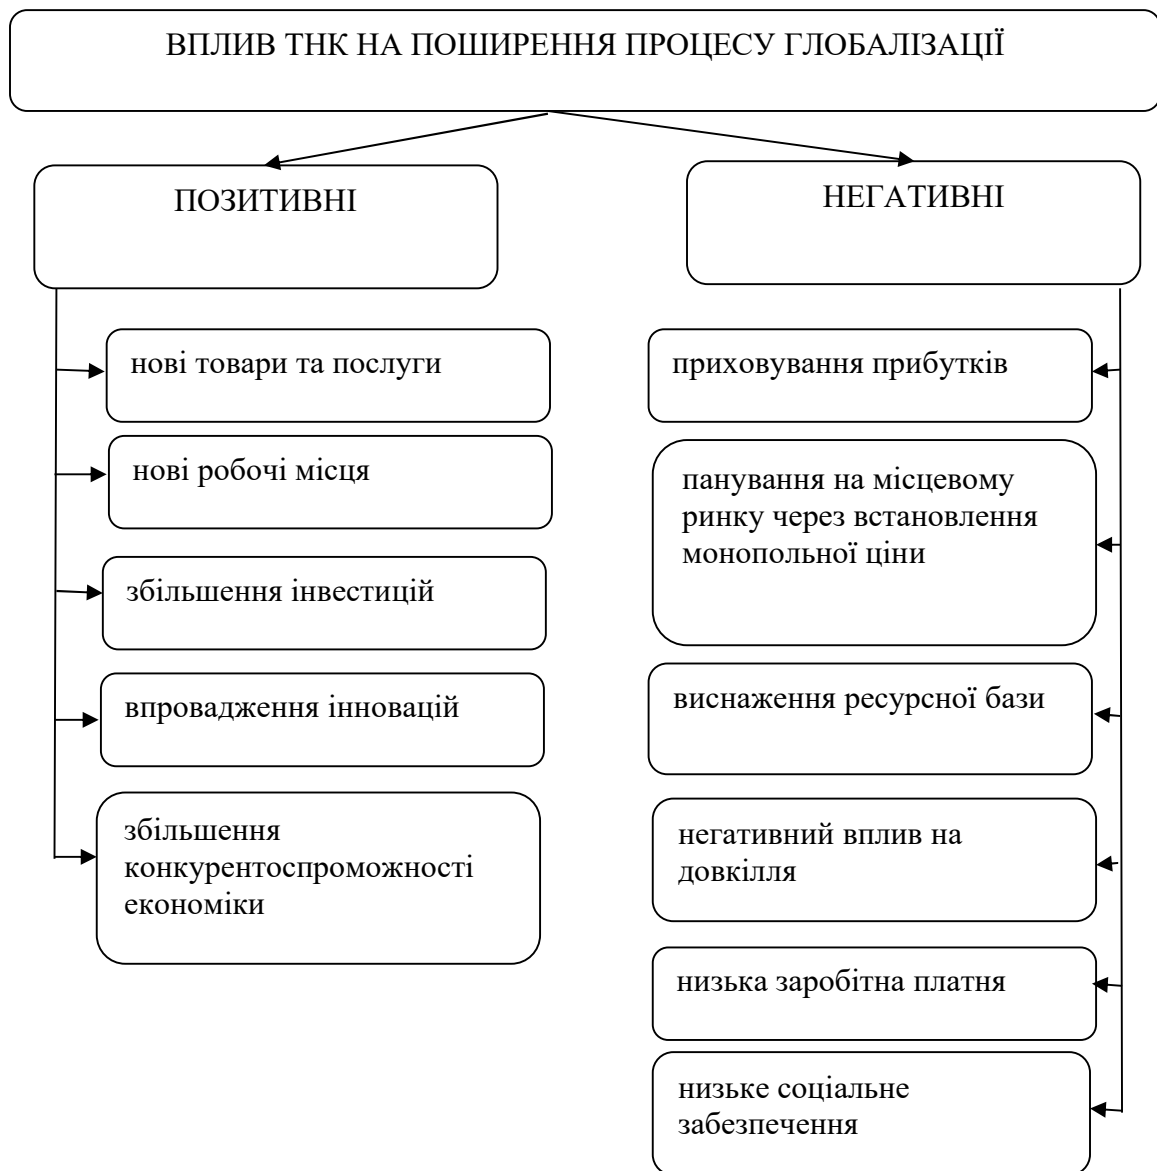 ВПЛИВ ТНК НА ПОШИРЕННЯ ПРОЦЕСУ ГЛОБАЛІЗАЦІЇ
ПОЗИТИВНІ
нові товари та послуги
нові робочі місця
збільшення інвестицій
впровадження інновацій
збільшення
конкурентоспроможності
економіки
НЕГАТИВНІ
приховування прибутків
панування на місцевому
ринку через встановлення
монопольної ціни
виснаження ресурсної бази
негативний вплив на
довкілля
низька заробітна платня
низьке соціальне
забезпечення